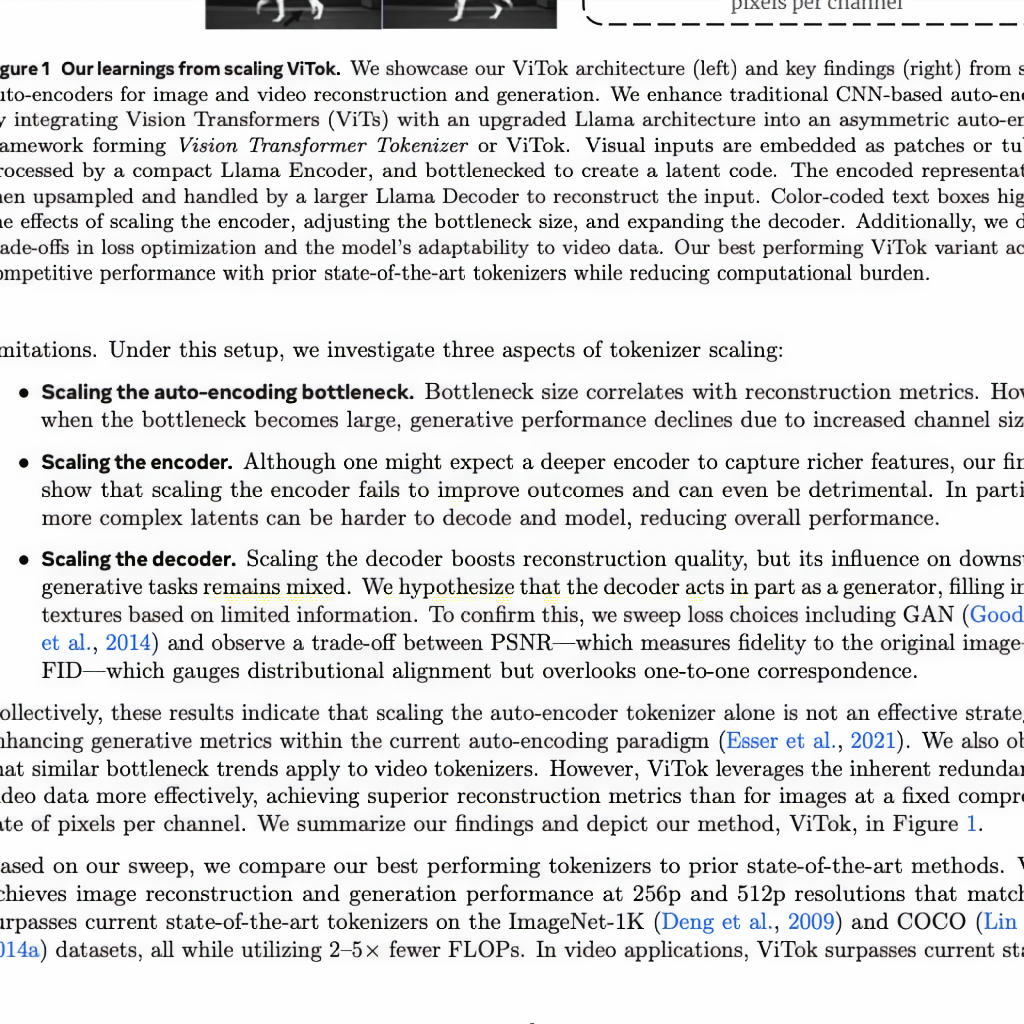 pixels per channel
gure 1 Our learnings from scaling ViTok. We showcase our ViTok architecture (left) and key findings (right) from s
uto-encoders for image and video reconstruction and generation. We enhance traditional CNN-based auto-en
y integrating Vision Transformers (ViTs) with an upgraded Llama architecture into an asymmetric auto-en
amework forming Vision Transformer Tokenizer or ViTok. Visual inputs are embedded as patches or tu
rocessed by a compact Llama Encoder, and bottlenecked to create a latent code. The encoded representat
hen upsampled and handled by a larger Llama Decoder to reconstruct the input. Color-coded text boxes hig
he effects of scaling the encoder, adjusting the bottleneck size, and expanding the decoder. Additionally, we d
ade-offs in loss optimization and the model's adaptability to video data. Our best performing ViTok variant ac
ompetitive performance with prior state-of-the-art tokenizers while reducing computational burden.
mitations. Under this setup, we investigate three aspects of tokenizer scaling:
• Scaling the auto-encoding bottleneck. Bottleneck size correlates with reconstruction metrics. How
when the bottleneck becomes large, generative performance declines due to increased channel siz
• Scaling the encoder. Although one might expect a deeper encoder to capture richer features, our fin
show that scaling the encoder fails to improve outcomes and can even be detrimental. In parti
more complex latents can be harder to decode and model, reducing overall performance.
• Scaling the decoder. Scaling the decoder boosts reconstruction quality, but its influence on downs
generative tasks remains mixed. We hypothesize that the decoder acts in part as a generator, filling in
textures based on limited information. To confirm this, we sweep loss choices including GAN (Good
et al., 2014) and observe a trade-off between PSNR—which measures fidelity to the original image-
FID—which gauges distributional alignment but overlooks one-to-one correspondence.
ollectively, these results indicate that scaling the auto-encoder tokenizer alone is not an effective strate
nhancing generative metrics within the current auto-encoding paradigm (Esser et al., 2021). We also ob
hat similar bottleneck trends apply to video tokenizers. However, ViTok leverages the inherent redundan
ideo data more effectively, achieving superior reconstruction metrics than for images at a fixed compre
ate of pixels per channel. We summarize our findings and depict our method, ViTok, in Figure 1.
ased on our sweep, we compare our best performing tokenizers to prior state-of-the-art methods. V
chieves image reconstruction and generation performance at 256p and 512p resolutions that match
urpasses current state-of-the-art tokenizers on the ImageNet-1K (Deng et al., 2009) and COCO (Lin
014a) datasets, all while utilizing 2–5× fewer FLOPs. In video applications, ViTok surpasses current sta